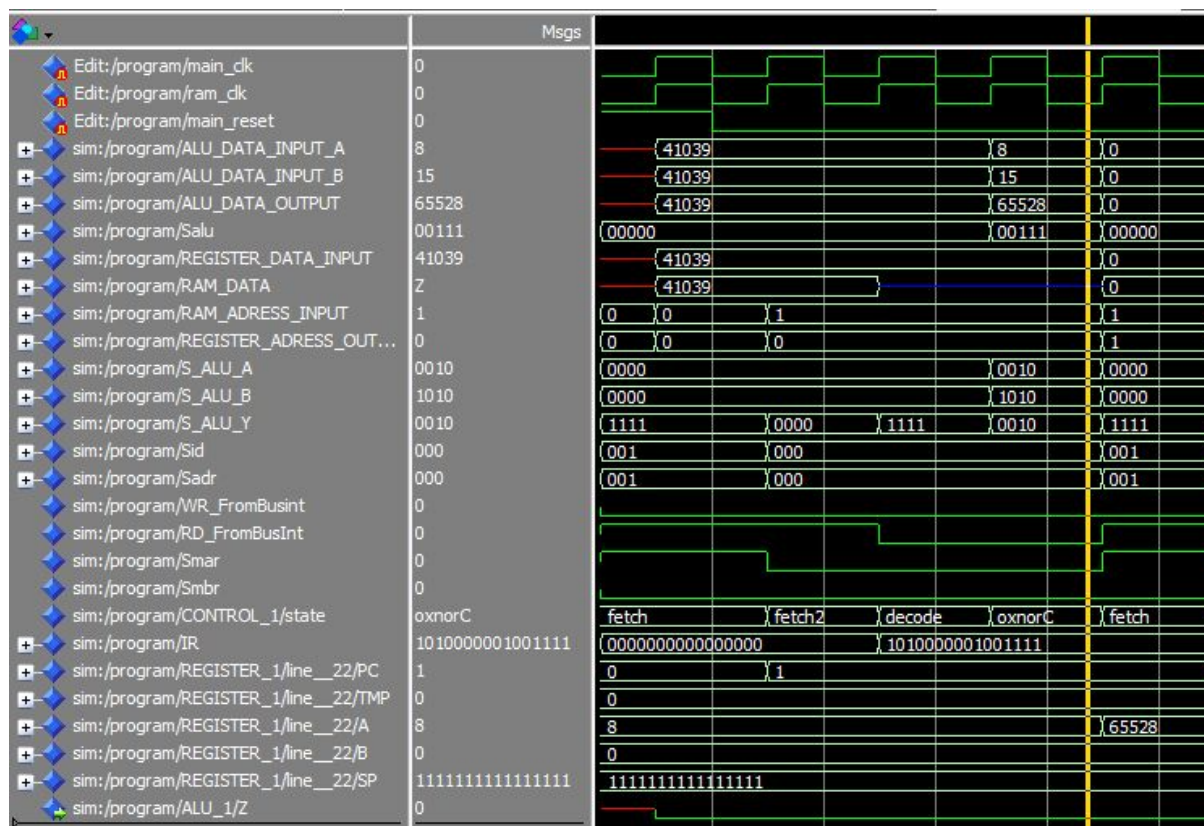 Msgs
Edit:/program/main_clk 0
Edit:/program/ram_clk 0
Edit:/program/main_reset 0
sim:/program/ALU_DATA_INPUT_A 8 41039 8 0
sim:/program/ALU_DATA_INPUT_B 15 41039 15 0
sim:/program/ALU_DATA_OUTPUT 65528 41039 65528 0
sim:/program/Salu 00111 00000 00111 00000
sim:/program/REGISTER_DATA_INPUT 41039 41039 0
sim:/program/RAM_DATA Z 41039 0
sim:/program/RAM_ADRESS_INPUT 1 0 0 1 1
sim:/program/REGISTER_ADRESS_OUT... 0 0 0 0 1
sim:/program/S_ALU_A 0010 0000 0010 0000
sim:/program/S_ALU_B 1010 0000 1010 0000
sim:/program/S_ALU_Y 0010 1111 0000 1111 0010 1111
sim:/program/Sid 000 001 000 001
sim:/program/Sadr 000 001 000 001
sim:/program/WR_FromBusint 0
sim:/program/RD_FromBusInt 0
sim:/program/Smar 0
sim:/program/Smbr 0
sim:/program/CONTROL_1/state oxnorC fetch fetch2 decode oxnorC fetch
sim:/program/IR 1010000001001111 0000000000000000 1010000001001111
sim:/program/REGISTER_1/line__22/PC 1 0 1
sim:/program/REGISTER_1/line__22/TMP 0 0
sim:/program/REGISTER_1/line__22/A 8 8 65528
sim:/program/REGISTER_1/line__22/B 0 0
sim:/program/REGISTER_1/line__22/SP 1111111111111111 1111111111111111
sim:/program/ALU_1/Z 0